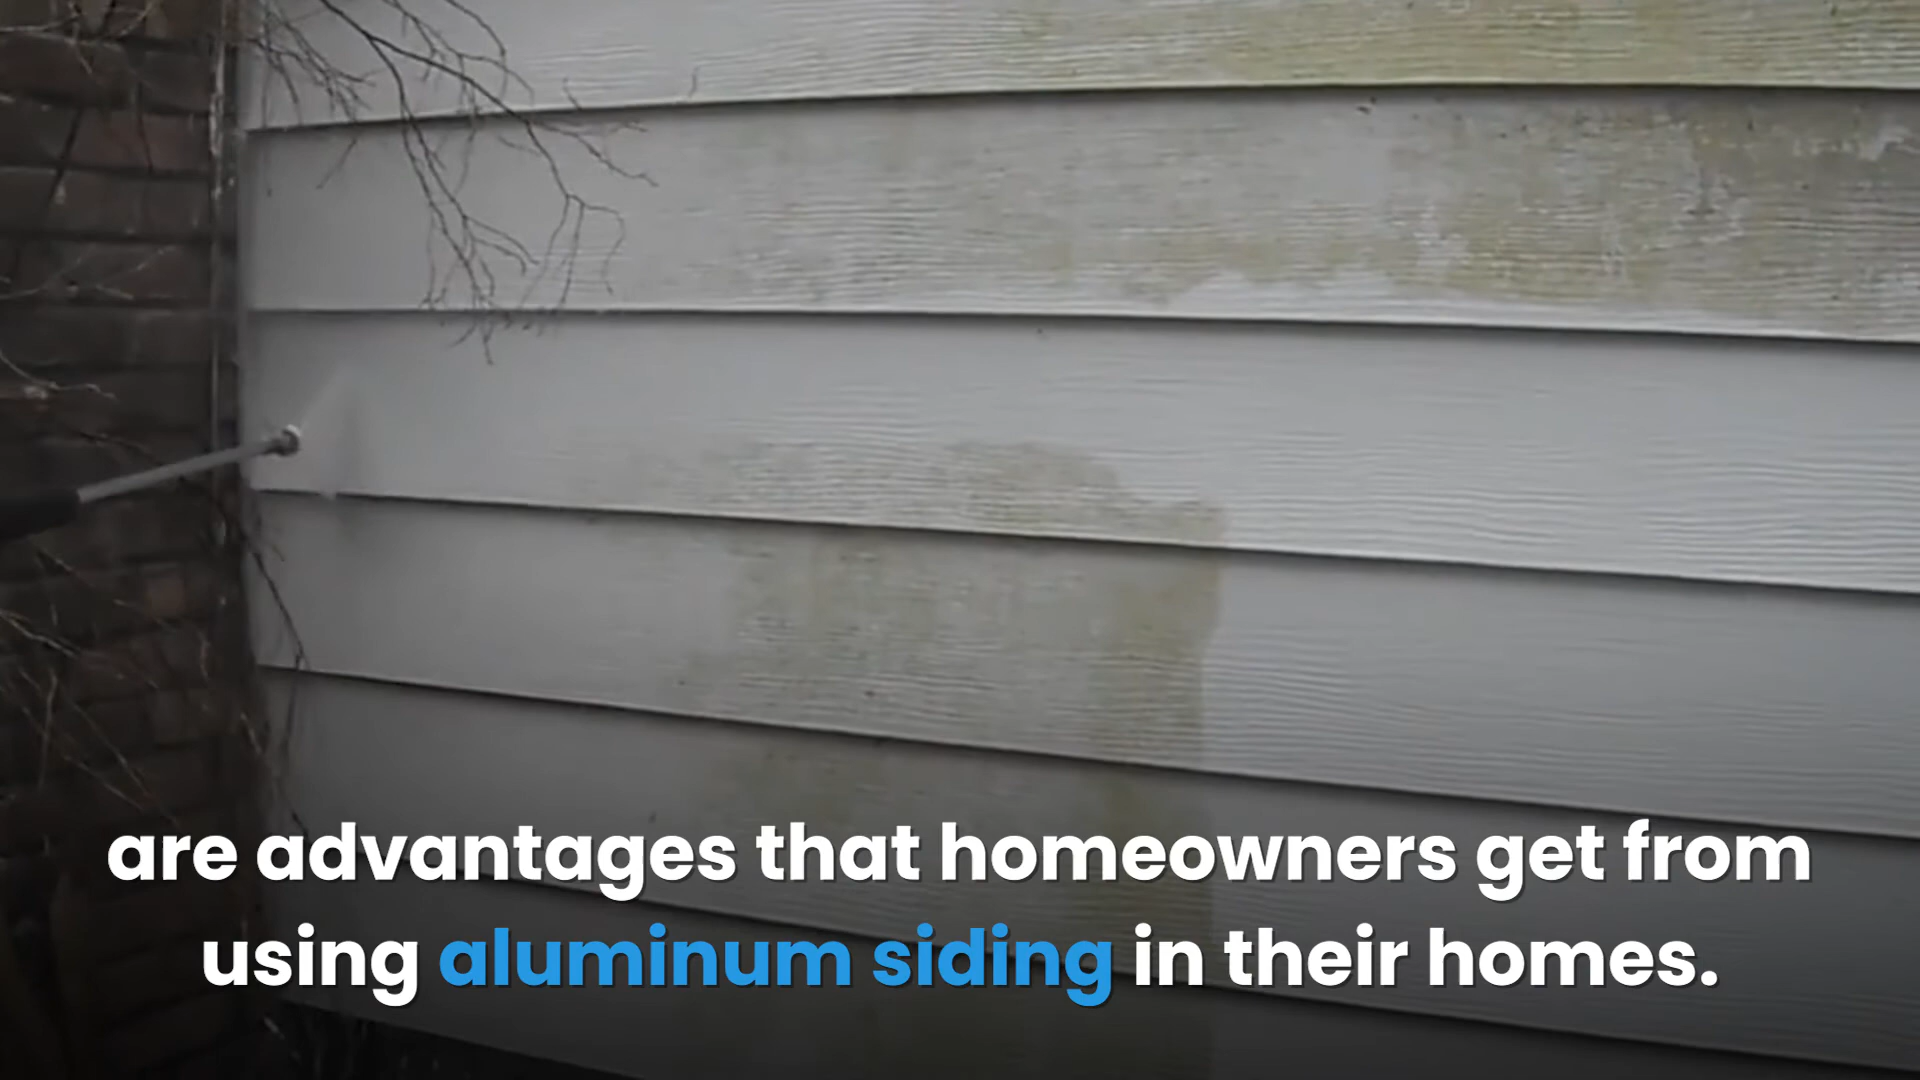 are advantages that homeowners get from
using aluminum siding in their homes.